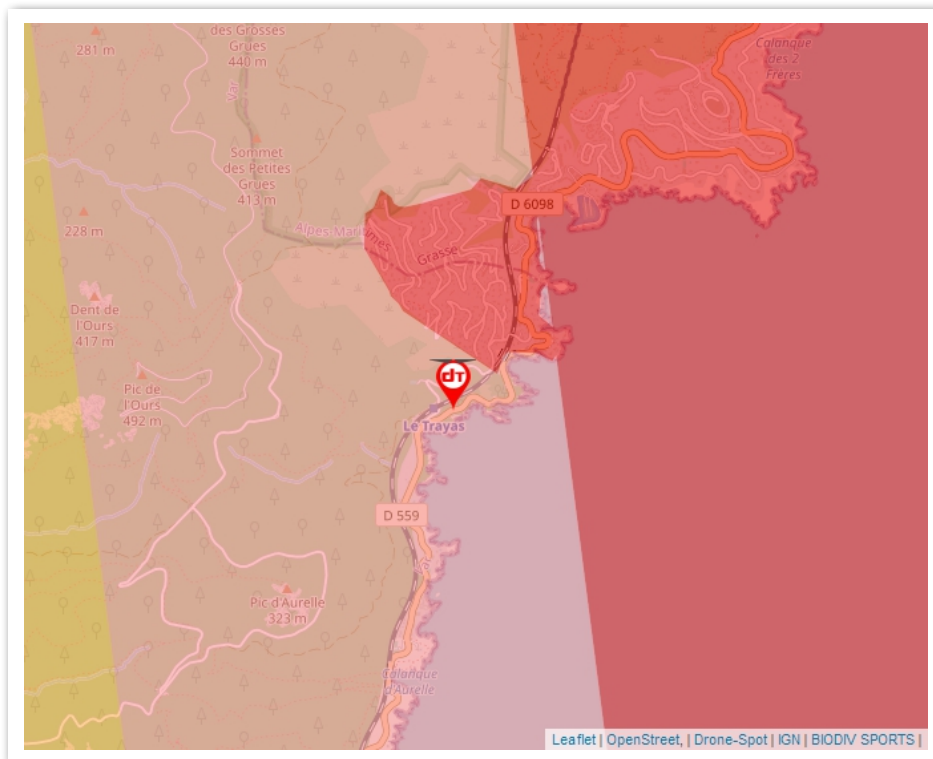 des Grosses
Grues
440 m
281 m
Calanque
des 2
Frères
Var
Sommet
des Petites
Grues
413 m
D 6098
228 m
Alpes-Maritimes
Grasse
Dent de
l'Ours
417 m
dT
Pic de
l'Ours
492 m
Le Trayas
D 559
Pic d'Aurelle
323 m
Calanque
d'Aurelle
Leaflet | OpenStreet, | Drone-Spot | IGN | BIODIV SPORTS |